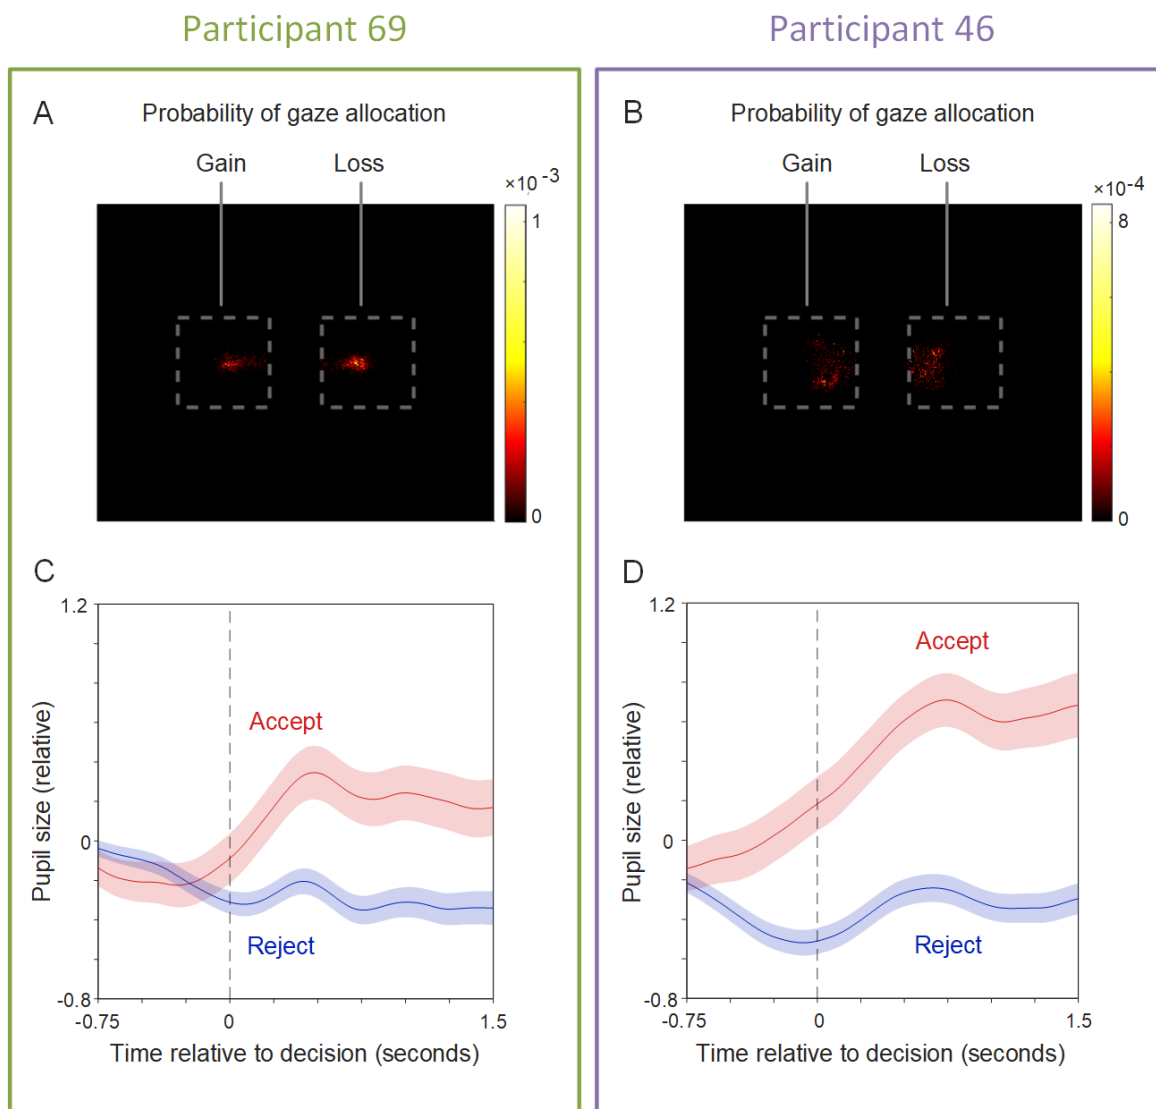 Participant 69
Participant 46
A
Probability of gaze allocation
Gain
Loss
×10⁻³
1
0
B
Probability of gaze allocation
Gain
Loss
×10⁻⁴
8
0
C
1.2
0
-0.8
Pupil size (relative)
Accept
Reject
-0.75
0
1.5
Time relative to decision (seconds)
D
1.2
0
-0.8
Pupil size (relative)
Accept
Reject
-0.75
0
1.5
Time relative to decision (seconds)